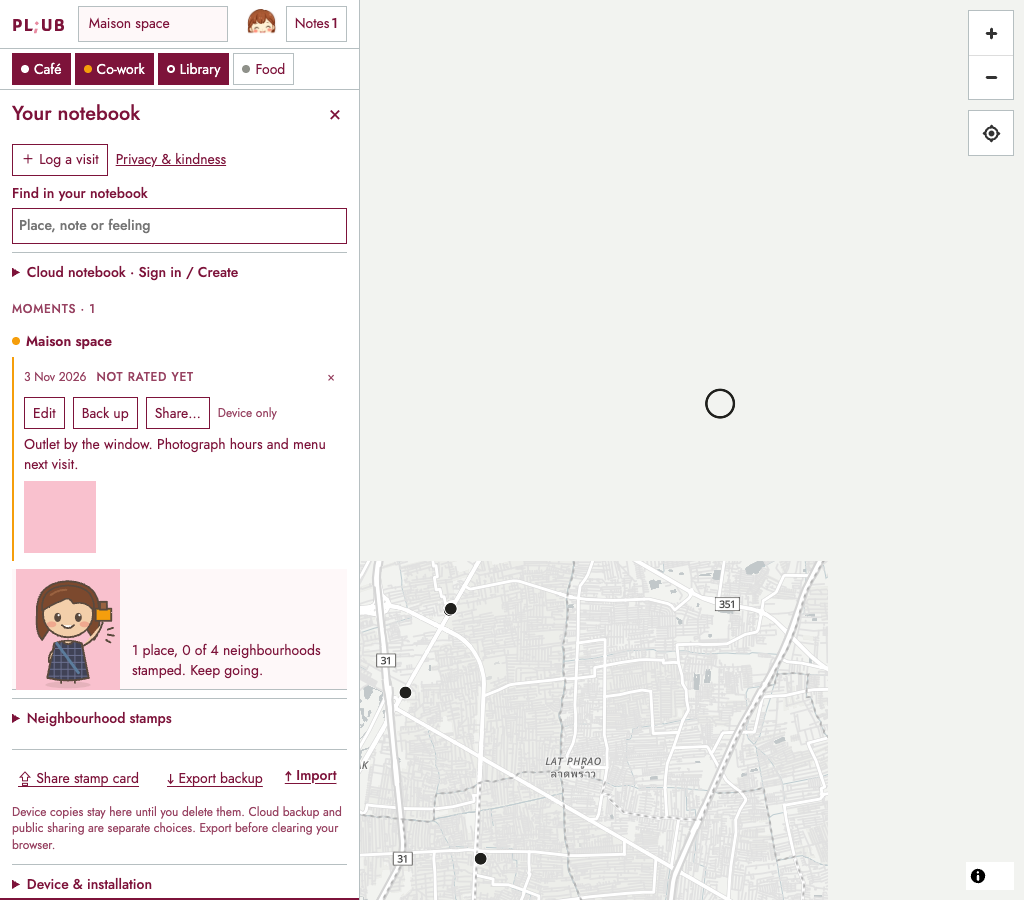 PL;UB
Maison space
Notes 1
Café
Co-work
Library
Food
Your notebook
×
+ Log a visit
Privacy & kindness
Find in your notebook
Place, note or feeling
Cloud notebook · Sign in / Create
MOMENTS · 1
Maison space
3 Nov 2026 NOT RATED YET
×
Edit
Back up
Share…
Device only
Outlet by the window. Photograph hours and menu
next visit.
1 place, 0 of 4 neighbourhoods
stamped. Keep going.
Neighbourhood stamps
Share stamp card
↓ Export backup
↑ Import
Device copies stay here until you delete them. Cloud backup and
public sharing are separate choices. Export before clearing your
browser.
Device & installation
+
−
351
31
LAT PHRAO
ลาดพร้าว
31